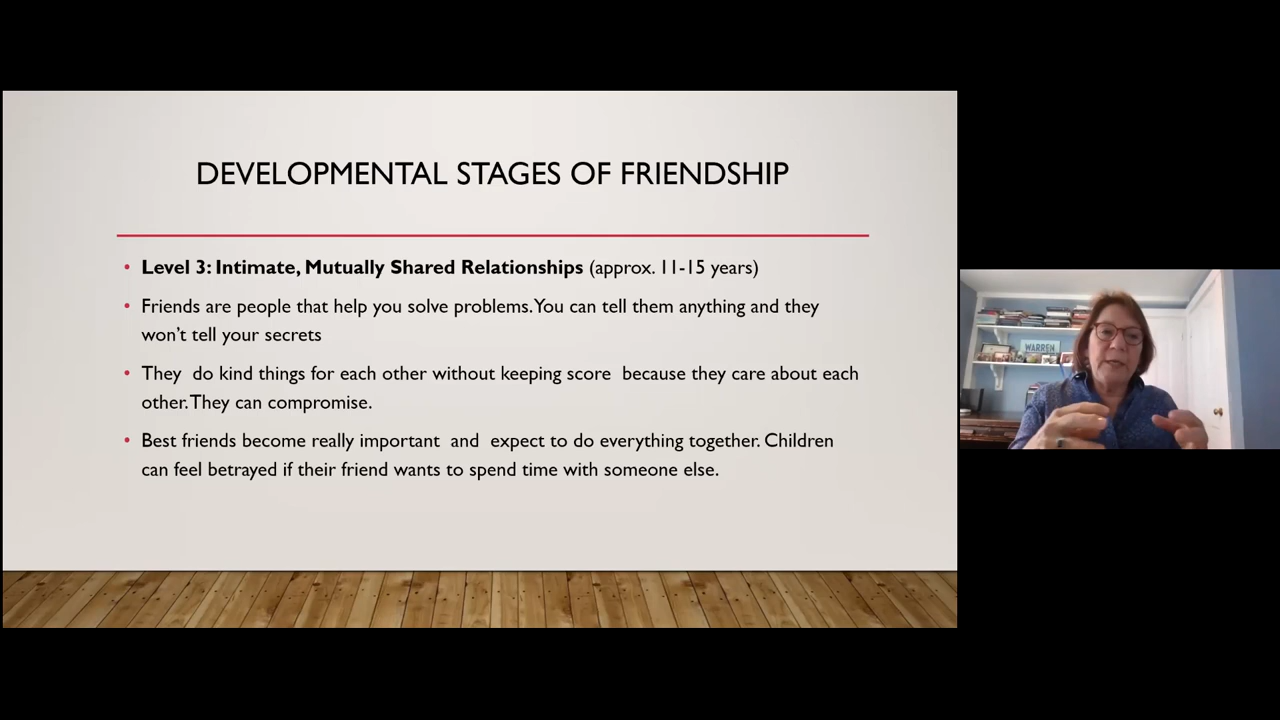 DEVELOPMENTAL STAGES OF FRIENDSHIP
• Level 3: Intimate, Mutually Shared Relationships (approx. 11-15 years)
• Friends are people that help you solve problems. You can tell them anything and they
won’t tell your secrets
• They do kind things for each other without keeping score because they care about each
other. They can compromise.
• Best friends become really important and expect to do everything together. Children
can feel betrayed if their friend wants to spend time with someone else.
WARREN